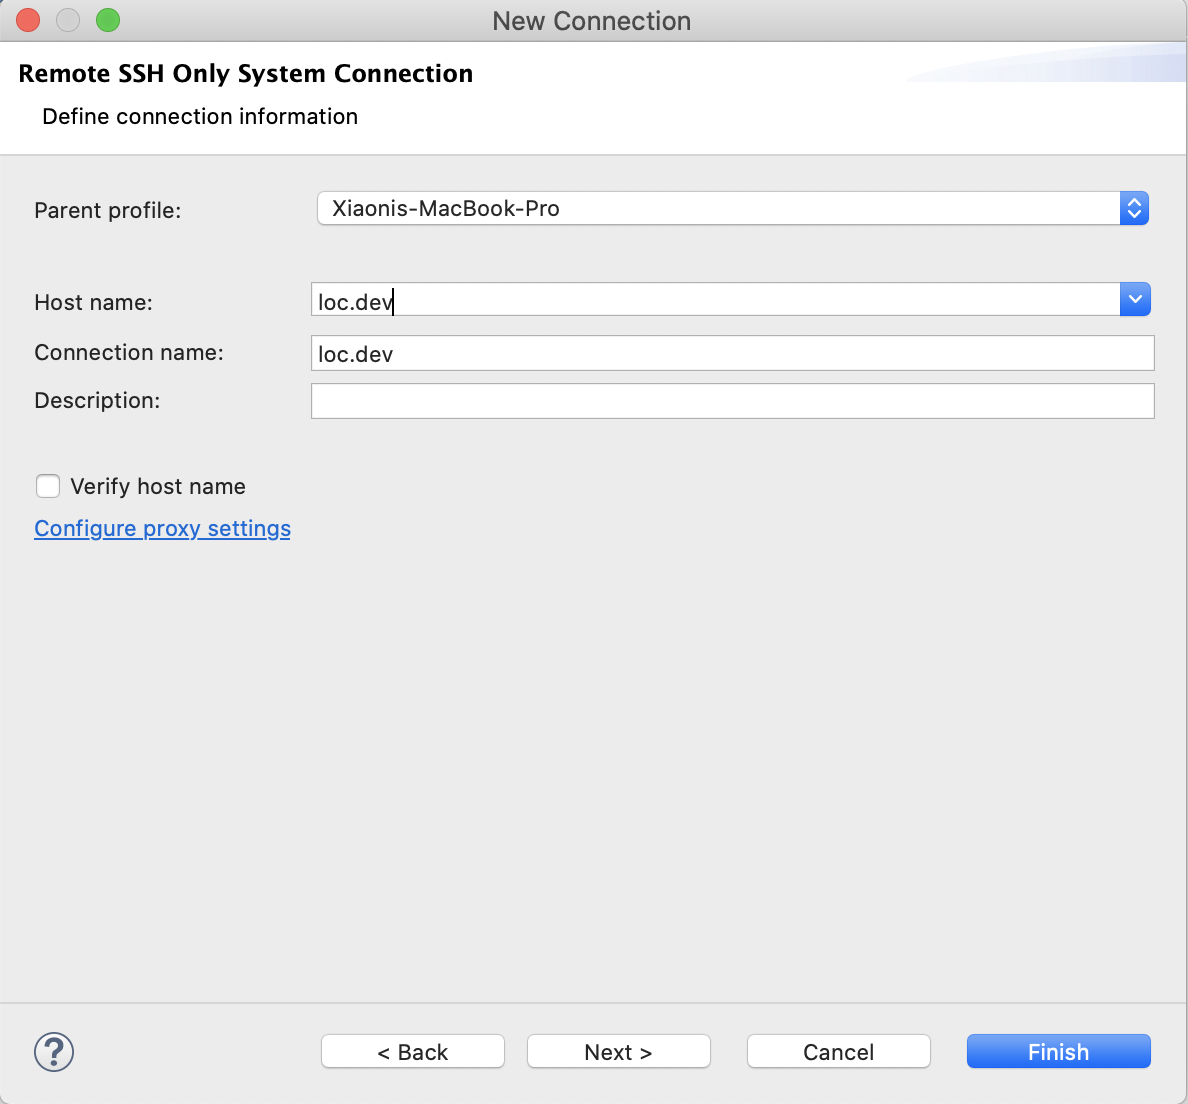 New Connection
Remote SSH Only System Connection
Define connection information
Parent profile: Xiaonis-MacBook-Pro
Host name: loc.dev
Connection name: loc.dev
Description:
Verify host name
Configure proxy settings
? < Back Next > Cancel Finish